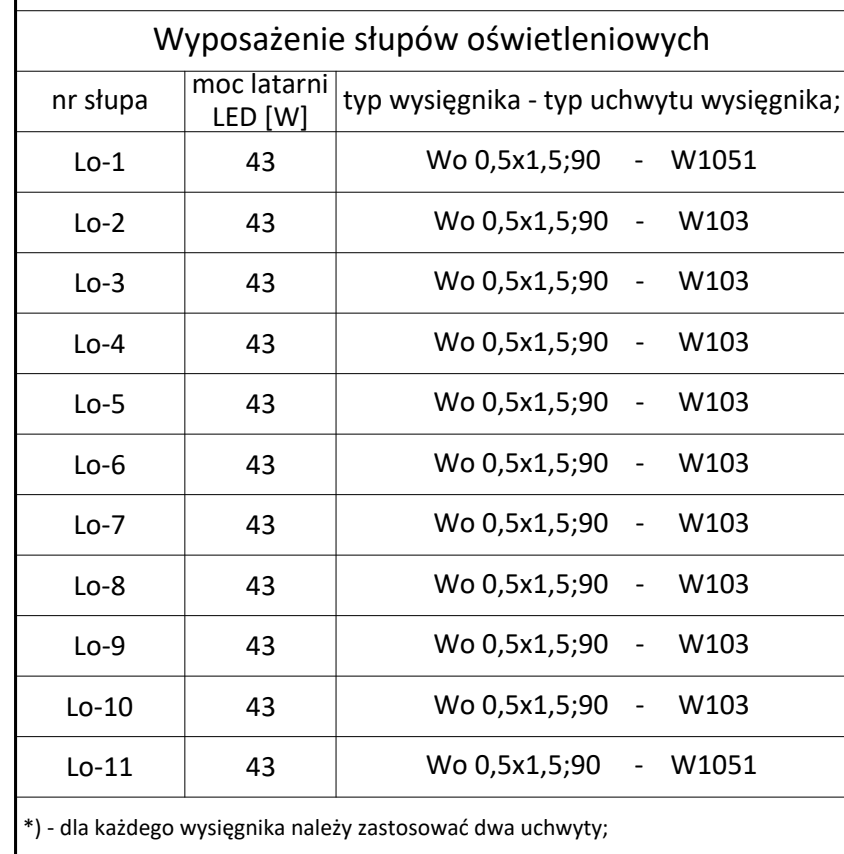 Wyposażenie słupów oświetleniowych
nr słupa moc latarni LED [W] typ wysięgnika - typ uchwytu wysięgnika;
Lo-1 43 Wo 0,5x1,5;90 - W1051
Lo-2 43 Wo 0,5x1,5;90 - W103
Lo-3 43 Wo 0,5x1,5;90 - W103
Lo-4 43 Wo 0,5x1,5;90 - W103
Lo-5 43 Wo 0,5x1,5;90 - W103
Lo-6 43 Wo 0,5x1,5;90 - W103
Lo-7 43 Wo 0,5x1,5;90 - W103
Lo-8 43 Wo 0,5x1,5;90 - W103
Lo-9 43 Wo 0,5x1,5;90 - W103
Lo-10 43 Wo 0,5x1,5;90 - W103
Lo-11 43 Wo 0,5x1,5;90 - W1051
*) - dla każdego wysięgnika należy zastosować dwa uchwyty;